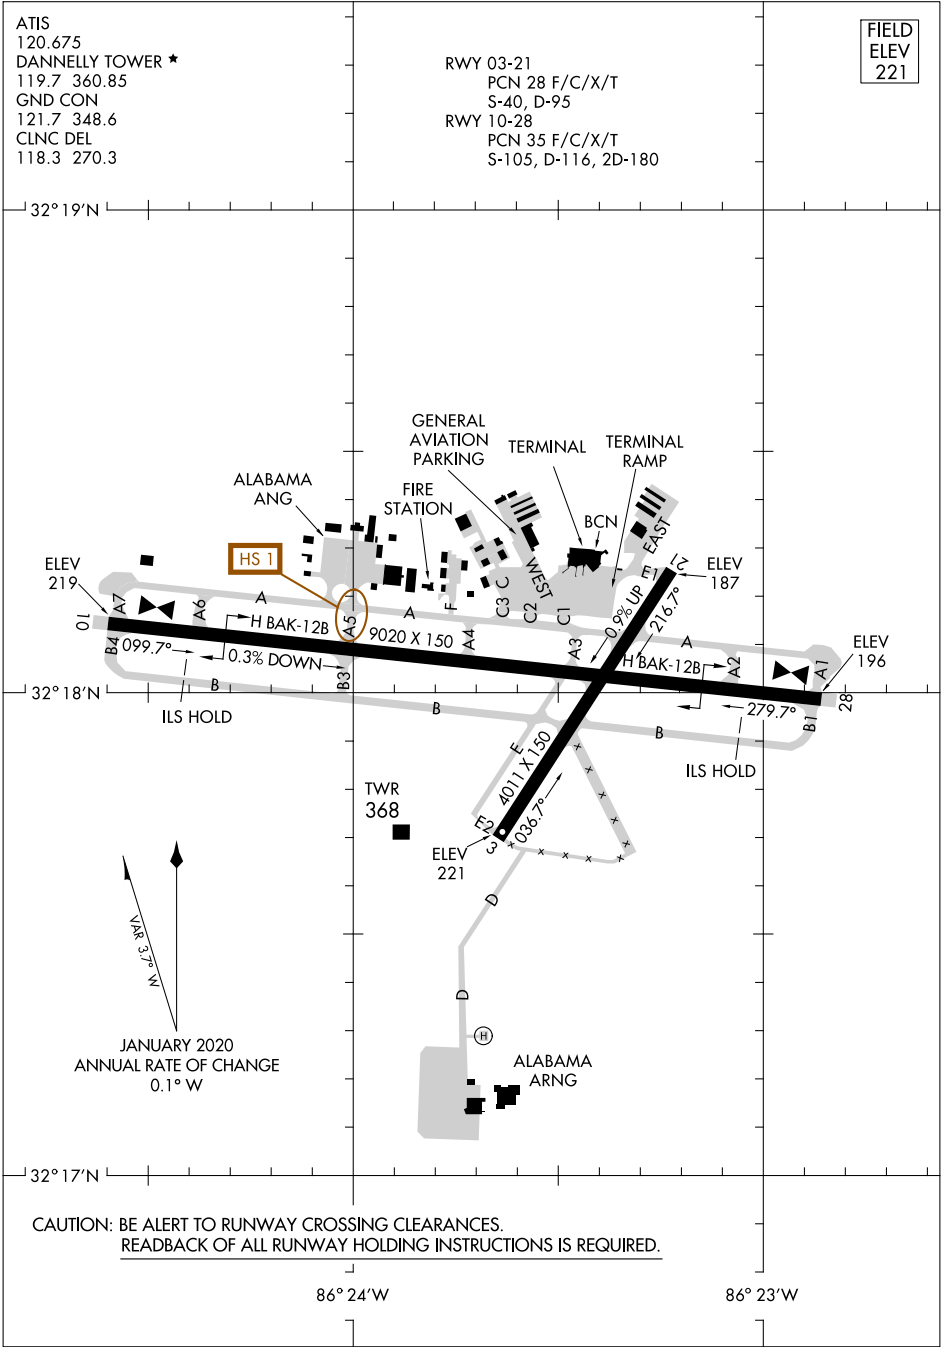 ATIS
120.675
DANNELLY TOWER ★
119.7 360.85
GND CON
121.7 348.6
CLNC DEL
118.3 270.3
RWY 03-21
PCN 28 F/C/X/T
S-40, D-95
RWY 10-28
PCN 35 F/C/X/T
S-105, D-116, 2D-180
FIELD
ELEV
221
32°19'N
GENERAL
AVIATION
PARKING
TERMINAL
TERMINAL
RAMP
ALABAMA
ANG
FIRE
STATION
BCN
EAST
WEST
HS 1
ELEV
219
ELEV
187
21
E1
0.9% UP
216.7°
A7
A6
A
A5
A
F
C3
C
C2
C1
A4
A3
A
A2
A1
10
H BAK-12B
9020 X 150
H BAK-12B
ELEV
196
B4
099.7°
0.3% DOWN
B3
32°18'N
279.7°
28
B1
B
B
B
ILS HOLD
ILS HOLD
E
4011 X 150
036.7°
E2
3
TWR
368
ELEV
221
D
D
VAR 3.7° W
JANUARY 2020
ANNUAL RATE OF CHANGE
0.1° W
H
ALABAMA
ARNG
32°17'N
CAUTION: BE ALERT TO RUNWAY CROSSING CLEARANCES.
READBACK OF ALL RUNWAY HOLDING INSTRUCTIONS IS REQUIRED.
86°24'W
86°23'W